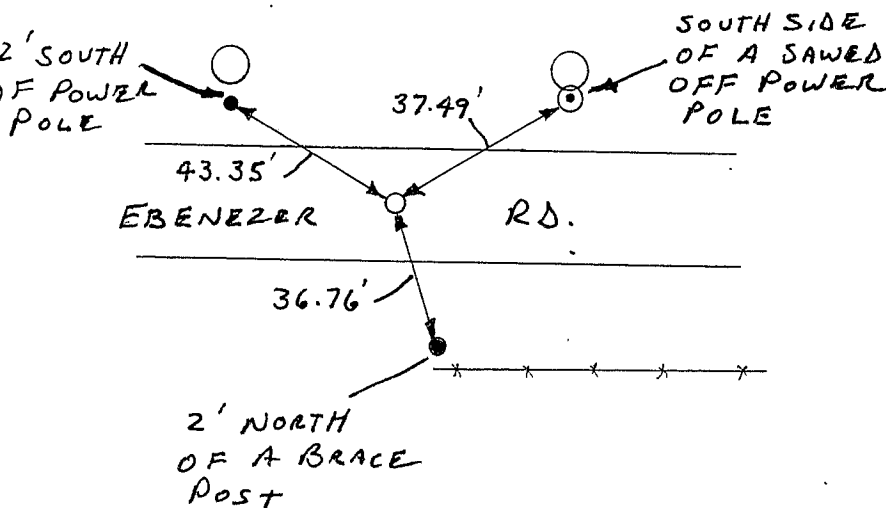 2' SOUTH
OF POWER
POLE
SOUTH SIDE
OF A SAWED
OFF POWER
POLE
37.49'
43.35'
EBENEZER RD.
36.76'
2' NORTH
OF A BRACE
POST